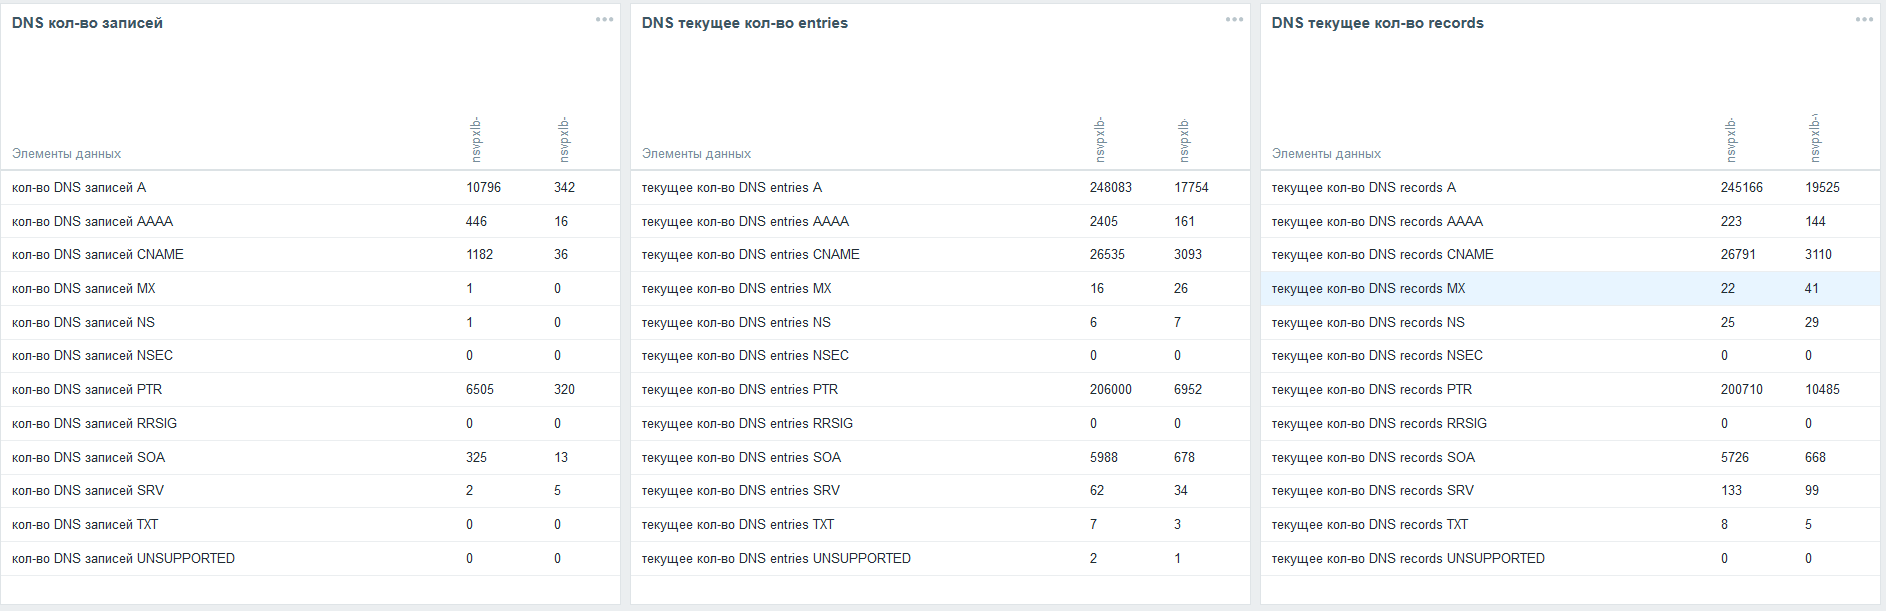 DNS кол-во записей
nsvpxlb-
nsvpxlb-
Элементы данных
кол-во DNS записей A 10796 342
кол-во DNS записей AAAA 446 16
кол-во DNS записей CNAME 1182 36
кол-во DNS записей MX 1 0
кол-во DNS записей NS 1 0
кол-во DNS записей NSEC 0 0
кол-во DNS записей PTR 6505 320
кол-во DNS записей RRSIG 0 0
кол-во DNS записей SOA 325 13
кол-во DNS записей SRV 2 5
кол-во DNS записей TXT 0 0
кол-во DNS записей UNSUPPORTED 0 0
DNS текущее кол-во entries
nsvpxlb-
nsvpxlb-
Элементы данных
текущее кол-во DNS entries A 248083 17754
текущее кол-во DNS entries AAAA 2405 161
текущее кол-во DNS entries CNAME 26535 3093
текущее кол-во DNS entries MX 16 26
текущее кол-во DNS entries NS 6 7
текущее кол-во DNS entries NSEC 0 0
текущее кол-во DNS entries PTR 206000 6952
текущее кол-во DNS entries RRSIG 0 0
текущее кол-во DNS entries SOA 5988 678
текущее кол-во DNS entries SRV 62 34
текущее кол-во DNS entries TXT 7 3
текущее кол-во DNS entries UNSUPPORTED 2 1
DNS текущее кол-во records
nsvpxlb-
nsvpxlb-
Элементы данных
текущее кол-во DNS records A 245166 19525
текущее кол-во DNS records AAAA 223 144
текущее кол-во DNS records CNAME 26791 3110
текущее кол-во DNS records MX 22 41
текущее кол-во DNS records NS 25 29
текущее кол-во DNS records NSEC 0 0
текущее кол-во DNS records PTR 200710 10485
текущее кол-во DNS records RRSIG 0 0
текущее кол-во DNS records SOA 5726 668
текущее кол-во DNS records SRV 133 99
текущее кол-во DNS records TXT 8 5
текущее кол-во DNS records UNSUPPORTED 0 0